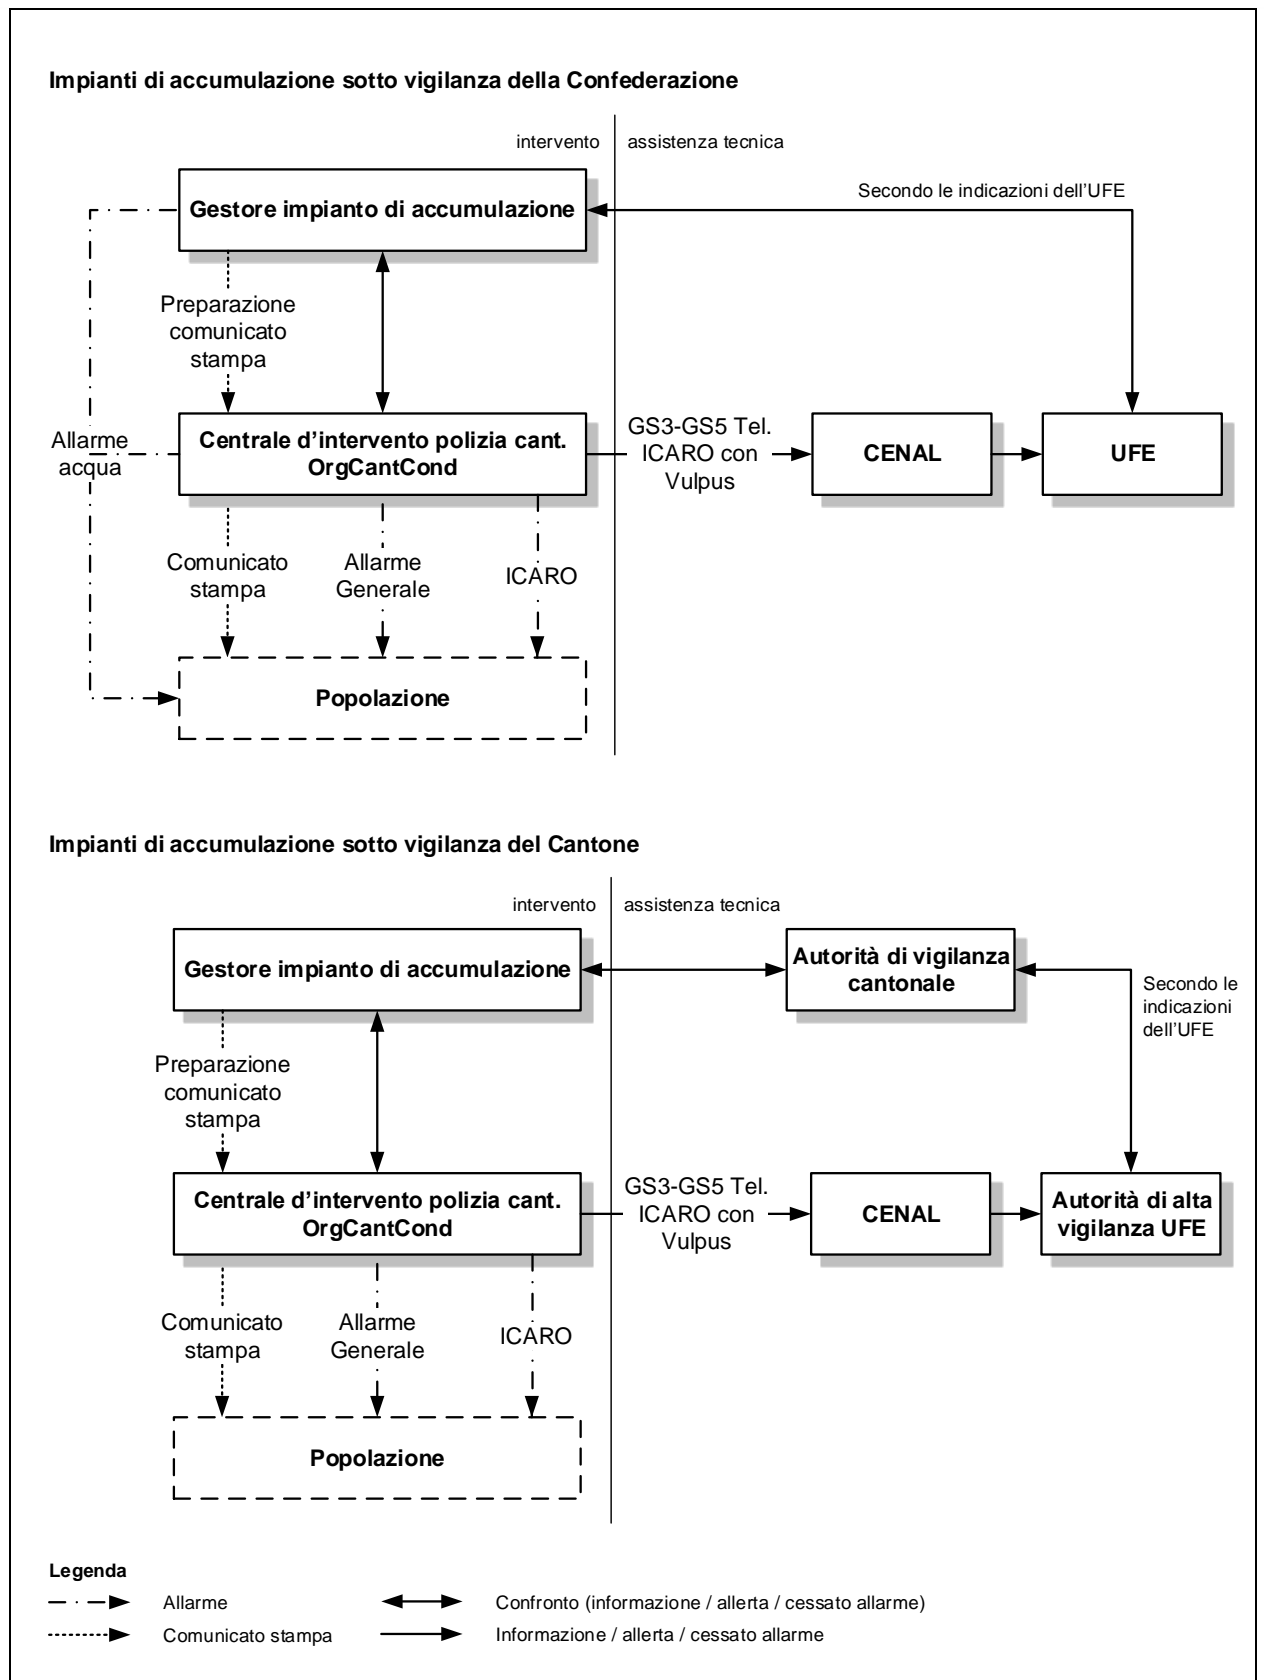 Impianti di accumulazione sotto vigilanza della Confederazione
intervento
assistenza tecnica
Gestore impianto di accumulazione
Secondo le indicazioni dell'UFE
Preparazione
comunicato
stampa
Allarme
acqua
Centrale d'intervento polizia cant.
OrgCantCond
GS3-GS5 Tel.
ICARO con
Vulpus
CENAL
UFE
Comunicato
stampa
Allarme
Generale
ICARO
Popolazione
Impianti di accumulazione sotto vigilanza del Cantone
intervento
assistenza tecnica
Gestore impianto di accumulazione
Autorità di vigilanza
cantonale
Secondo le
indicazioni
dell'UFE
Preparazione
comunicato
stampa
Centrale d'intervento polizia cant.
OrgCantCond
GS3-GS5 Tel.
ICARO con
Vulpus
CENAL
Autorità di alta
vigilanza UFE
Comunicato
stampa
Allarme
Generale
ICARO
Popolazione
Legenda
Allarme
Confronto (informazione / allerta / cessato allarme)
Comunicato stampa
Informazione / allerta / cessato allarme